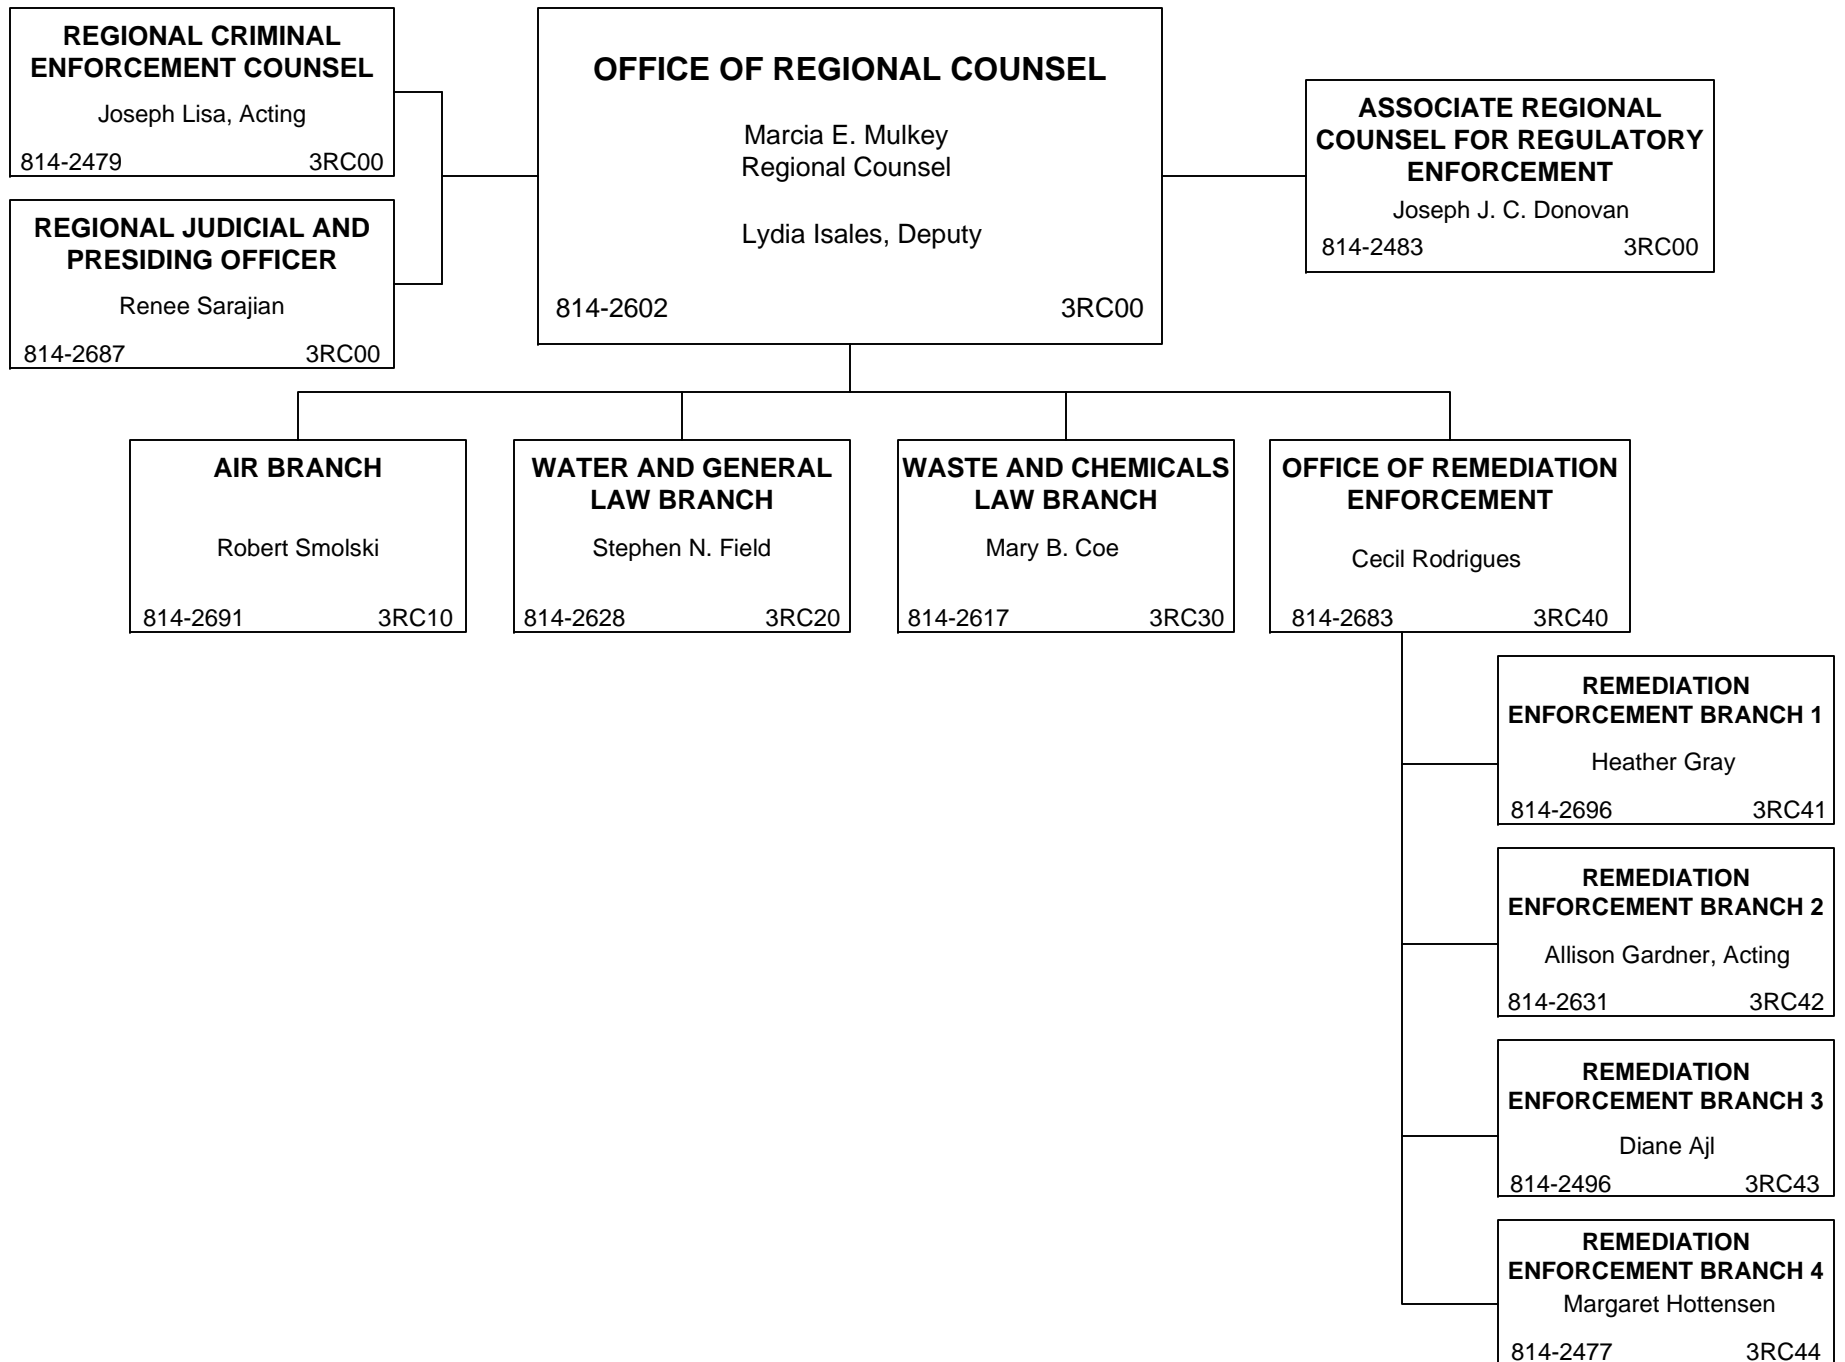 REGIONAL CRIMINAL
ENFORCEMENT COUNSEL
Joseph Lisa, Acting
814-2479 3RC00
REGIONAL JUDICIAL AND
PRESIDING OFFICER
Renee Sarajian
814-2687 3RC00
OFFICE OF REGIONAL COUNSEL
Marcia E. Mulkey
Regional Counsel
Lydia Isales, Deputy
814-2602 3RC00
ASSOCIATE REGIONAL
COUNSEL FOR REGULATORY
ENFORCEMENT
Joseph J. C. Donovan
814-2483 3RC00
AIR BRANCH
Robert Smolski
814-2691 3RC10
WATER AND GENERAL
LAW BRANCH
Stephen N. Field
814-2628 3RC20
WASTE AND CHEMICALS
LAW BRANCH
Mary B. Coe
814-2617 3RC30
OFFICE OF REMEDIATION
ENFORCEMENT
Cecil Rodrigues
814-2683 3RC40
REMEDIATION
ENFORCEMENT BRANCH 1
Heather Gray
814-2696 3RC41
REMEDIATION
ENFORCEMENT BRANCH 2
Allison Gardner, Acting
814-2631 3RC42
REMEDIATION
ENFORCEMENT BRANCH 3
Diane Ajl
814-2496 3RC43
REMEDIATION
ENFORCEMENT BRANCH 4
Margaret Hottensen
814-2477 3RC44